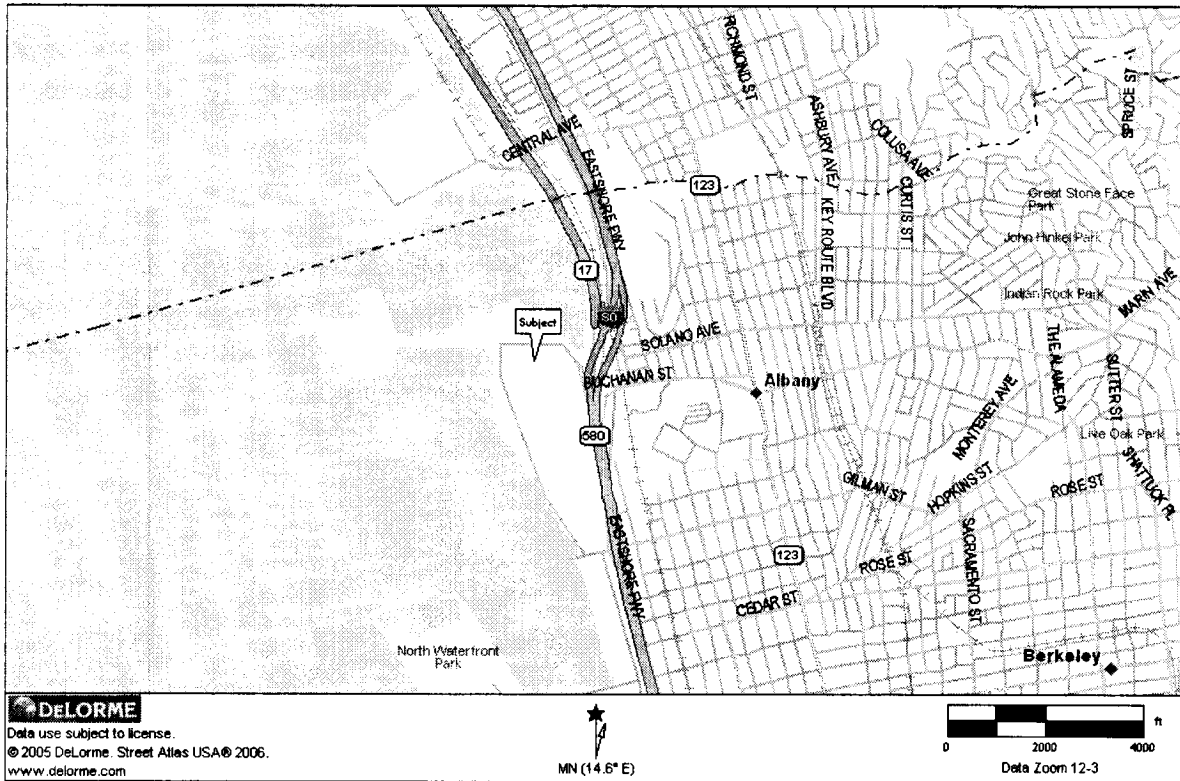 RICHMOND ST
SPRUCE ST
ASHBURY AVE
COLUSA AVE
CENTRAL AVE
EASTSHORE FWY
123
KEY ROUTE BLVD
CURTIS ST
Great Stone Face
Park
John Hinkel Park
17
Indian Rock Park
MARIN AVE
Subject
80
SOLANO AVE
THE ALAMEDA
SUTTER ST
BUCHANAN ST
Albany
MONTEREY AVE
580
Live Oak Park
GILMAN ST
HOPKINS ST
ROSE ST
SHATTUCK PL
EASTSHORE FWY
123
ROSE ST
SACRAMENTO ST
CEDAR ST
North Waterfront
Park
Berkeley
DELORME
Data use subject to license.
© 2005 DeLorme. Street Atlas USA® 2006.
www.delorme.com
MN (14.6° E)
ft
0 2000 4000
Data Zoom 12-3